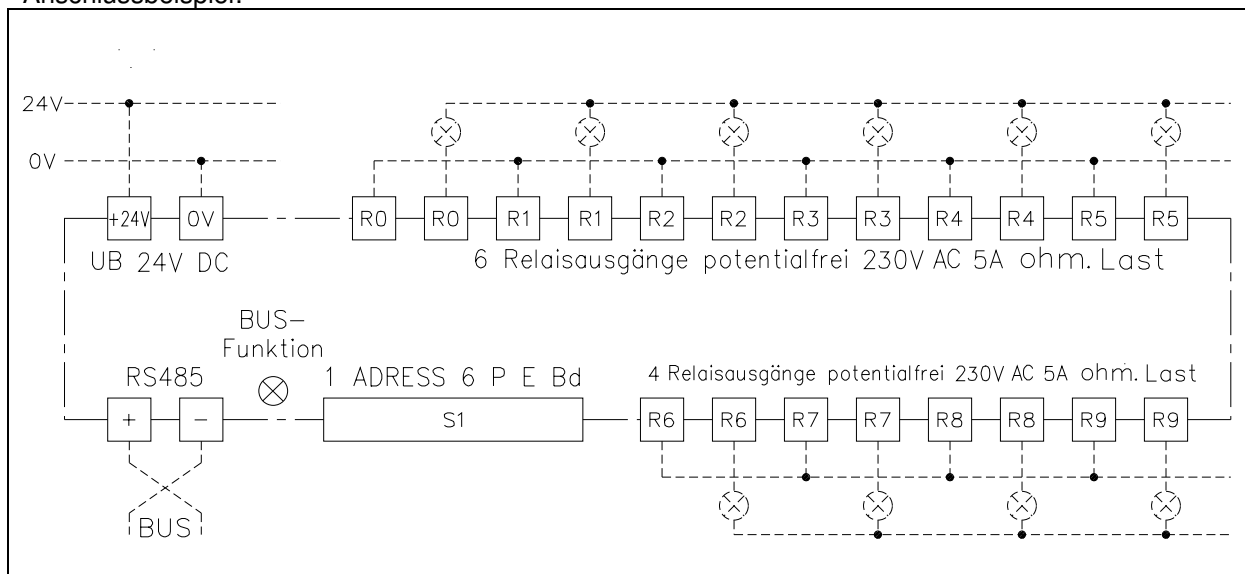 Anschlussbeispiel:
24V
0V
+24V 0V R0 R0 R1 R1 R2 R2 R3 R3 R4 R4 R5 R5
UB 24V DC
6 Relaisausgänge potentialfrei 230V AC 5A ohm. Last
BUS-
Funktion
RS485
1 ADRESS 6 P E Bd
4 Relaisausgänge potentialfrei 230V AC 5A ohm. Last
+ - S1 R6 R6 R7 R7 R8 R8 R9 R9
BUS